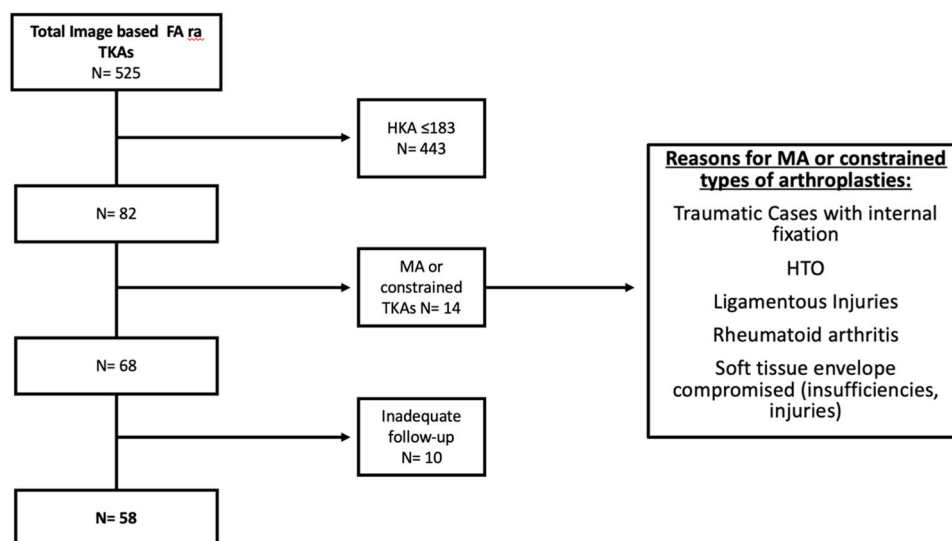 Total Image based FA ra
TKAs
N= 525
HKA ≤183
N= 443
N= 82
MA or
constrained
TKAs N= 14
Reasons for MA or constrained
types of arthroplasties:
Traumatic Cases with internal
fixation
HTO
Ligamentous Injuries
Rheumatoid arthritis
Soft tissue envelope
compromised (insufficiencies,
injuries)
N= 68
Inadequate
follow-up
N= 10
N= 58